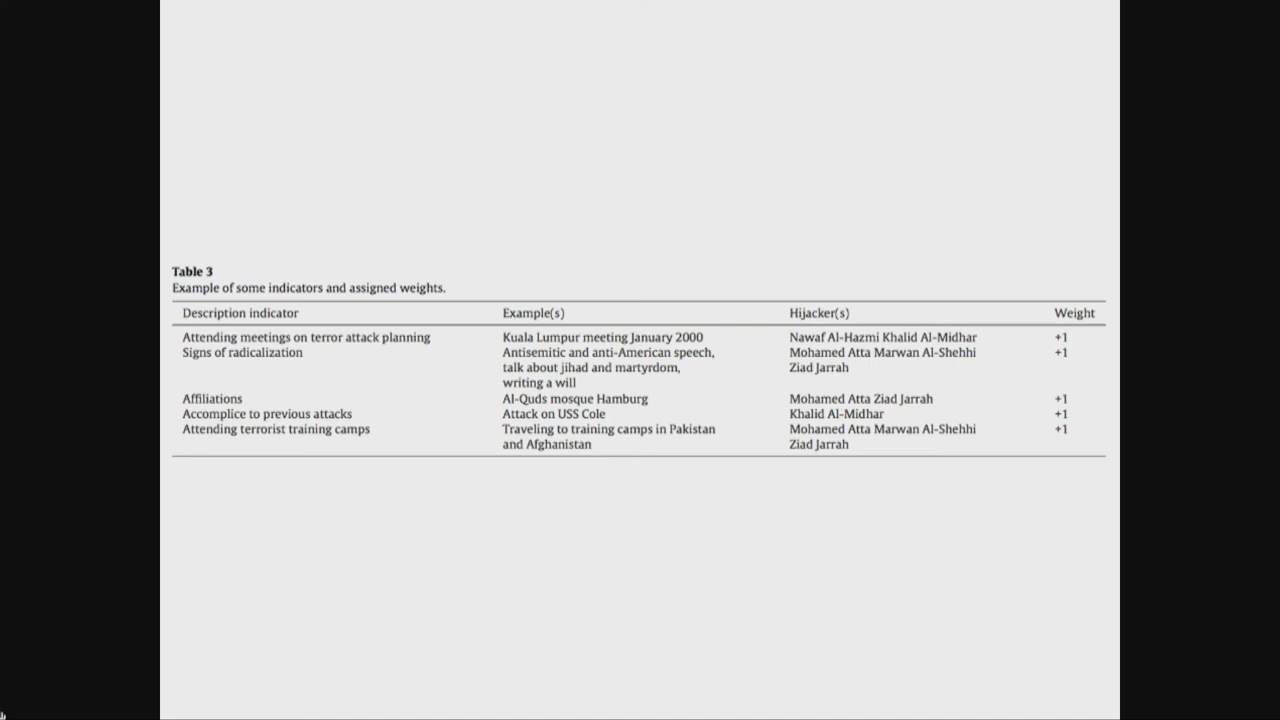 Table 3
Example of some indicators and assigned weights.
Description indicator Example(s) Hijacker(s) Weight
Attending meetings on terror attack planning Kuala Lumpur meeting January 2000 Nawaf Al-Hazmi Khalid Al-Midhar +1
Signs of radicalization Antisemitic and anti-American speech, Mohamed Atta Marwan Al-Shehhi +1
talk about jihad and martyrdom, Ziad Jarrah
writing a will
Affiliations Al-Quds mosque Hamburg Mohamed Atta Ziad Jarrah +1
Accomplice to previous attacks Attack on USS Cole Khalid Al-Midhar +1
Attending terrorist training camps Traveling to training camps in Pakistan Mohamed Atta Marwan Al-Shehhi +1
and Afghanistan Ziad Jarrah